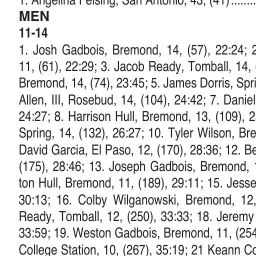 1. Angelina Felsing, San Antonio, 43, (41)........
MEN
11-14
1. Josh Gadbois, Bremond, 14, (57), 22:24; 2
11, (61), 22:29; 3. Jacob Ready, Tomball, 14,
Bremond, 14, (74), 23:45; 5. James Dorris, Spri
Allen, III, Rosebud, 14, (104), 24:42; 7. Daniel
24:27; 8. Harrison Hull, Bremond, 13, (109), 2
Spring, 14, (132), 26:27; 10. Tyler Wilson, Bre
David Garcia, El Paso, 12, (170), 28:36; 12. Be
(175), 28:46; 13. Joseph Gadbois, Bremond,
ton Hull, Bremond, 11, (189), 29:11; 15. Jesse
30:13; 16. Colby Wilganowski, Bremond, 12,
Ready, Tomball, 12, (250), 33:33; 18. Jeremy
33:59; 19. Weston Gadbois, Bremond, 11, (254
College Station, 10, (267), 35:19; 21 Keann Co